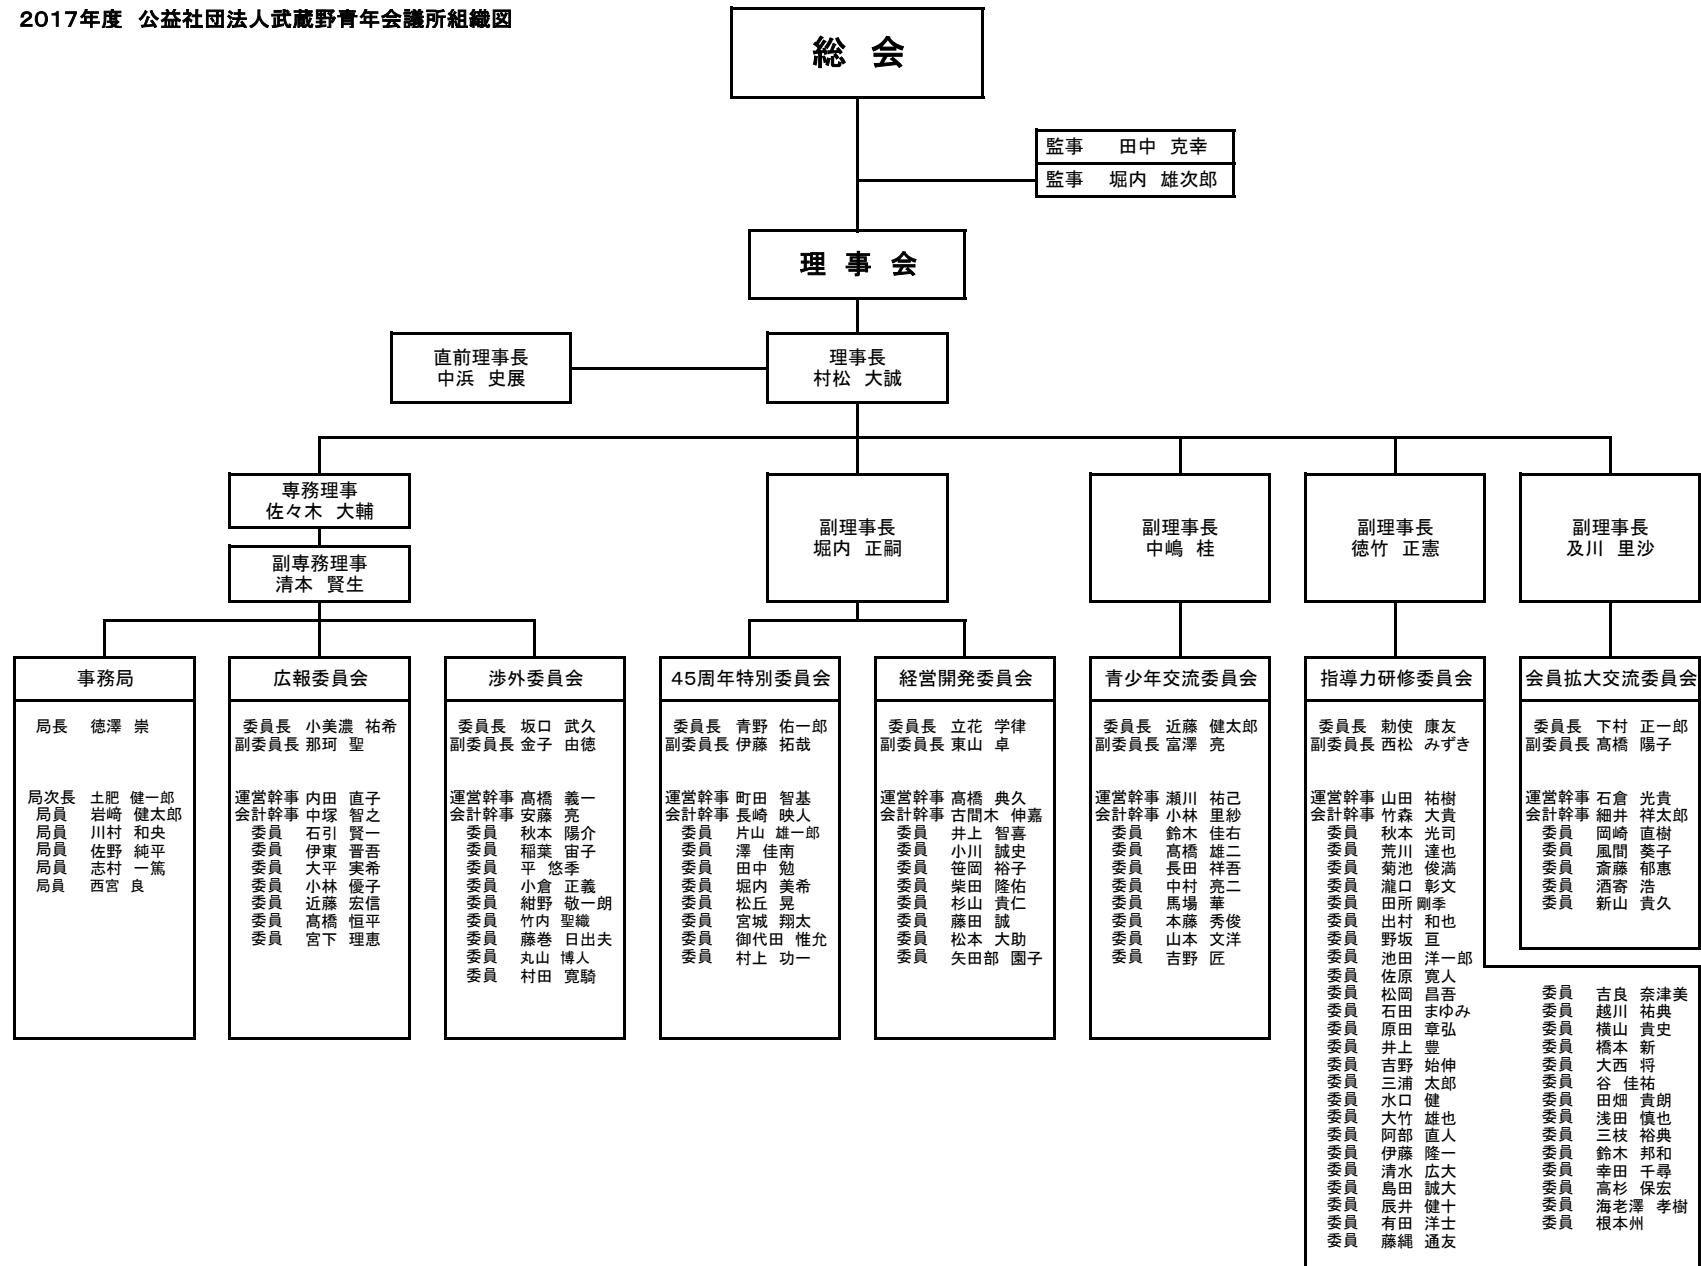 2017年度 公益社団法人武蔵野青年会議所組織図
総 会
監事 田中 克幸
監事 堀内 雄次郎
理 事 会
直前理事長
中浜 史展
理事長
村松 大誠
専務理事
佐々木 大輔
副専務理事
清本 賢生
副理事長
堀内 正嗣
副理事長
中嶋 桂
副理事長
徳竹 正憲
副理事長
及川 里沙
事務局
局長 徳澤 崇
局次長 土肥 健一郎
局員 岩﨑 健太郎
局員 川村 和央
局員 佐野 純平
局員 志村 一篤
局員 西宮 良
広報委員会
委員長 小美濃 祐希
副委員長 那珂 聖
運営幹事 内田 直子
会計幹事 中塚 智之
委員 石引 賢一
委員 伊東 晋吾
委員 大平 実希
委員 小林 優子
委員 近藤 宏信
委員 髙橋 恒平
委員 宮下 理恵
渉外委員会
委員長 坂口 武久
副委員長 金子 由徳
運営幹事 髙橋 義一
会計幹事 安藤 亮
委員 秋本 陽介
委員 稲葉 宙子
委員 平 悠季
委員 小倉 正義
委員 紺野 敬一朗
委員 竹内 聖織
委員 藤巻 日出夫
委員 丸山 博人
委員 村田 寛騎
45周年特別委員会
委員長 青野 佑一郎
副委員長 伊藤 拓哉
運営幹事 町田 智基
会計幹事 長崎 映人
委員 片山 雄一郎
委員 澤 佳南
委員 田中 勉
委員 堀内 美希
委員 松丘 晃
委員 宮城 翔太
委員 御代田 惟允
委員 村上 功一
経営開発委員会
委員長 立花 学律
副委員長 東山 卓
運営幹事 髙橋 典久
会計幹事 古間木 伸嘉
委員 井上 智喜
委員 小川 誠史
委員 笹岡 裕子
委員 柴田 隆佑
委員 杉山 貴仁
委員 藤田 誠
委員 松本 大助
委員 矢田部 園子
青少年交流委員会
委員長 近藤 健太郎
副委員長 富澤 亮
運営幹事 瀬川 祐己
会計幹事 小林 里紗
委員 鈴木 佳右
委員 髙橋 雄二
委員 長田 祥吾
委員 中村 亮二
委員 馬場 華
委員 本藤 秀俊
委員 山本 文洋
委員 吉野 匠
指導力研修委員会
委員長 勅使 康友
副委員長 西松 みずき
運営幹事 山田 祐樹
会計幹事 竹森 大貴
委員 秋本 光司
委員 荒川 達也
委員 菊池 俊満
委員 瀧口 彰文
委員 田所 剛季
委員 出村 和也
委員 野坂 亘
委員 池田 洋一郎
委員 佐原 寛人
委員 松岡 昌吾
委員 石田 まゆみ
委員 原田 章弘
委員 井上 豊
委員 吉野 始伸
委員 三浦 太郎
委員 水口 健
委員 大竹 雄也
委員 阿部 直人
委員 伊藤 隆一
委員 清水 広大
委員 島田 誠大
委員 辰井 健十
委員 有田 洋士
委員 藤縄 通友
委員 吉良 奈津美
委員 越川 祐典
委員 横山 貴史
委員 橋本 新
委員 大西 将
委員 谷 佳祐
委員 田畑 貴朗
委員 浅田 慎也
委員 三枝 裕典
委員 鈴木 邦和
委員 幸田 千尋
委員 高杉 保宏
委員 海老澤 孝樹
委員 根本州
会員拡大交流委員会
委員長 下村 正一郎
副委員長 髙橋 陽子
運営幹事 石倉 光貴
会計幹事 細井 祥太郎
委員 岡崎 直樹
委員 風間 葵子
委員 斎藤 郁惠
委員 酒寄 浩
委員 新山 貴久